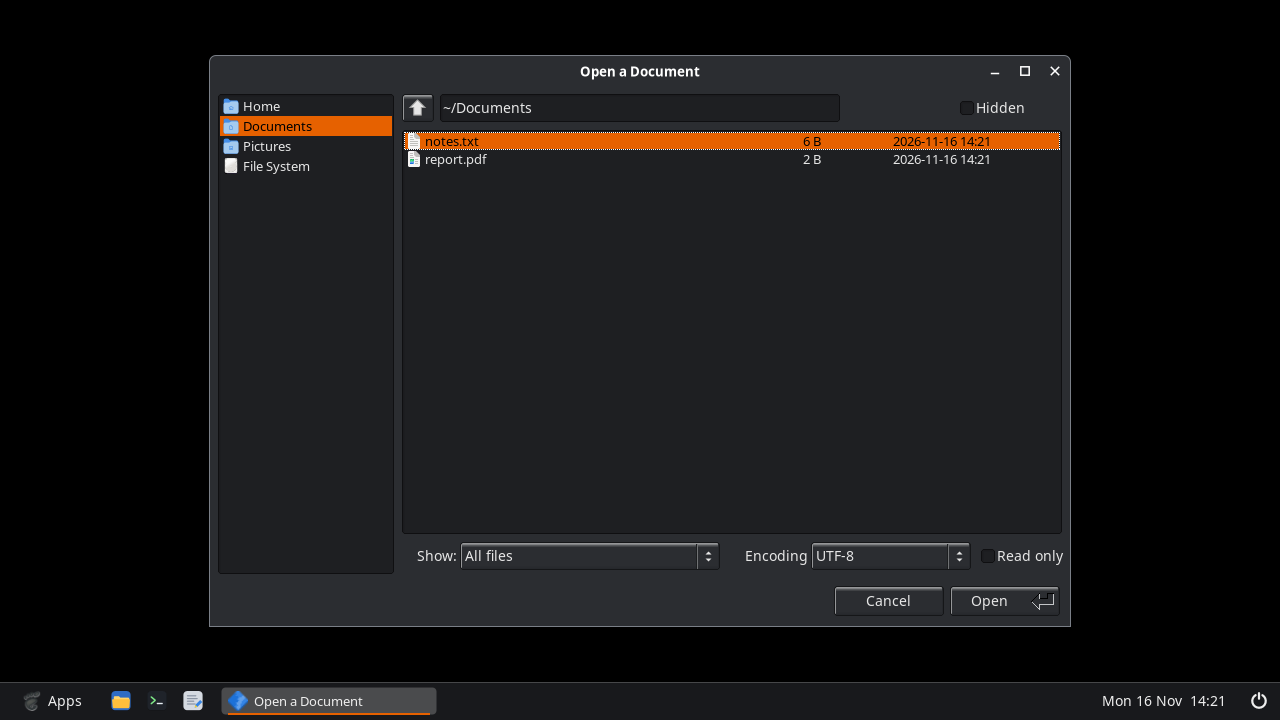 Open a Document
Home
Documents
Pictures
File System
~/Documents
Hidden
notes.txt 6 B 2026-11-16 14:21
report.pdf 2 B 2026-11-16 14:21
Show: All files Encoding UTF-8 Read only
Cancel Open
Apps Open a Document Mon 16 Nov 14:21